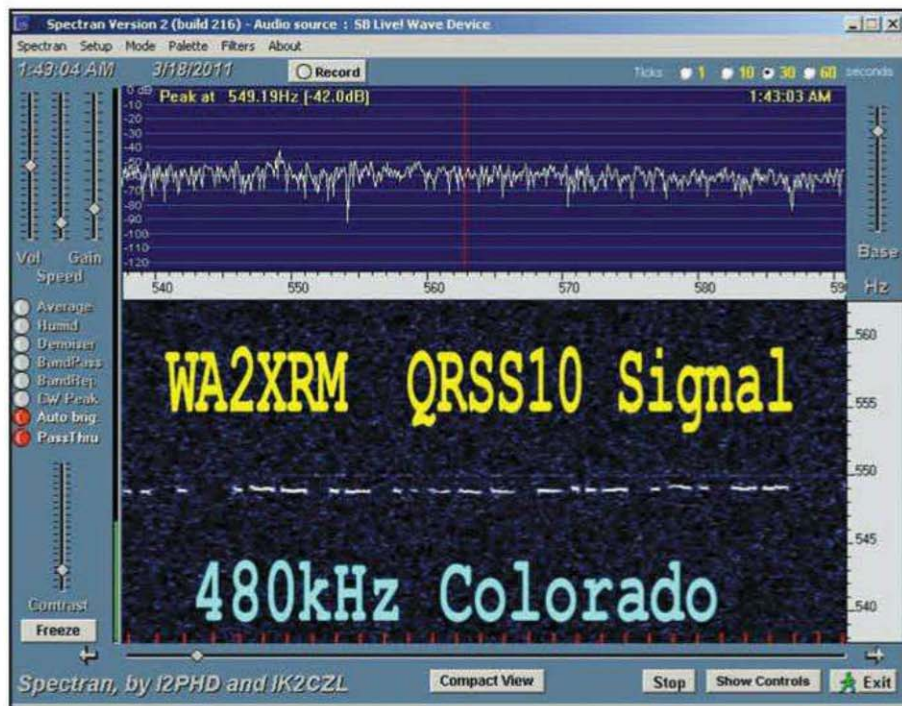 Spectran Version 2 (build 216) - Audio source : SB Live! Wave Device
Spectran Setup Mode Palette Filters About
1:43:04 AM 3/18/2011 Record Ticks 1 10 30 60 seconds
0 dB Peak at 549.19Hz [-42.0dB] 1:43:03 AM
-10
-20
-30
-40
-50
-60
-70
-80
-90
-100
-110
-120
Vol Gain
Speed
Base
540 550 560 570 580 590 Hz
Average
Humd
Denoiser
BandPass
BandRej
CW Peak
Auto brig.
PassThru
WA2XRM QRSS10 Signal
560
555
550
545
540
480kHz Colorado
Contrast
Freeze
Spectran, by I2PHD and IK2CZL Compact View Stop Show Controls Exit